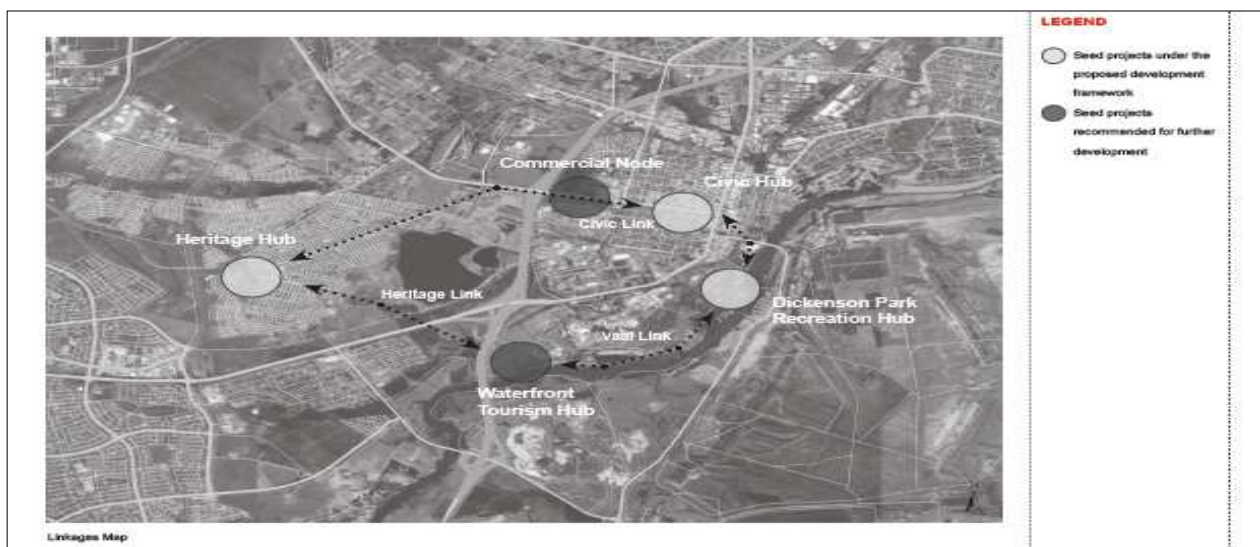 LEGEND
Seed projects under the
proposed development
framework
Seed projects
recommended for further
development
Commercial Node
Civic Hub
Civic Link
Heritage Hub
Heritage Link
Dickenson Park
Recreation Hub
Vaal Link
Waterfront
Tourism Hub
Linkages Map